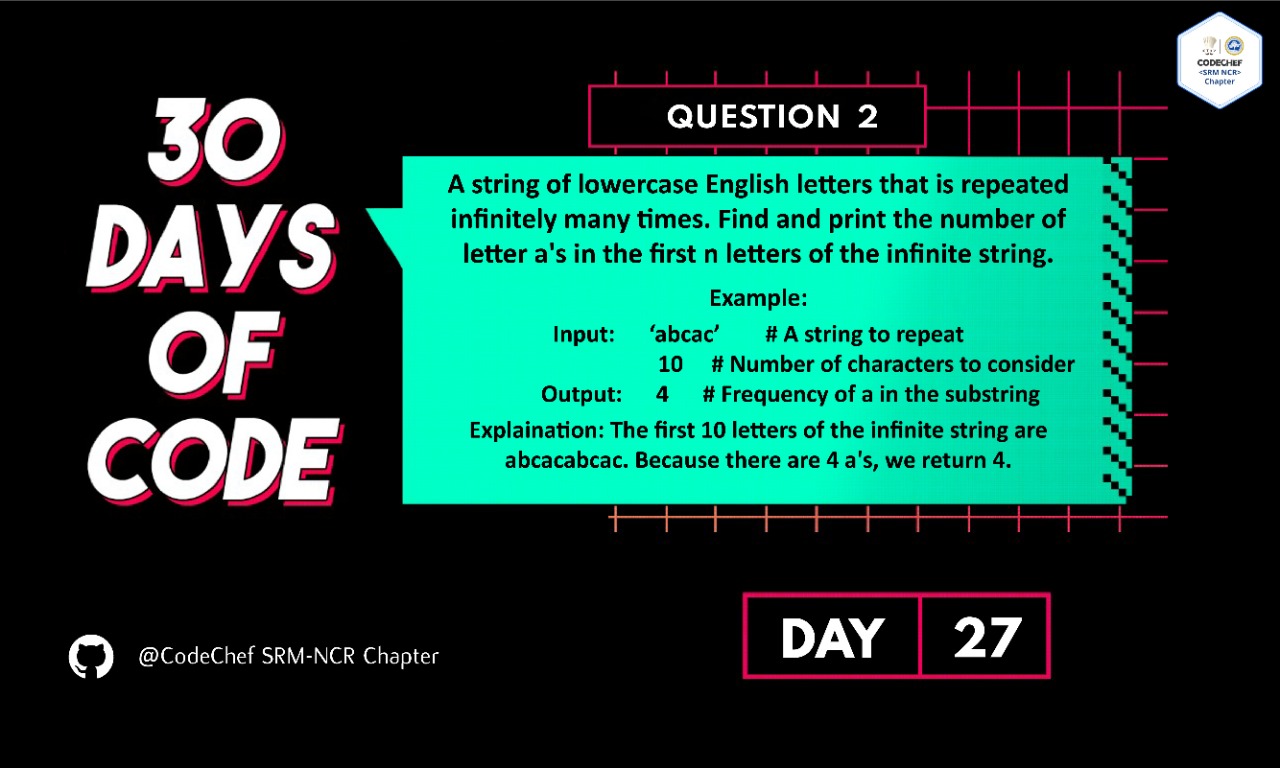 CODECHEF
<SRM NCR>
Chapter
30
DAYS
OF
CODE
QUESTION 2
A string of lowercase English letters that is repeated
infinitely many times. Find and print the number of
letter a's in the first n letters of the infinite string.
Example:
Input: ‘abcac’ # A string to repeat
10 # Number of characters to consider
Output: 4 # Frequency of a in the substring
Explaination: The first 10 letters of the infinite string are
abcacabcac. Because there are 4 a's, we return 4.
DAY 27
@CodeChef SRM-NCR Chapter